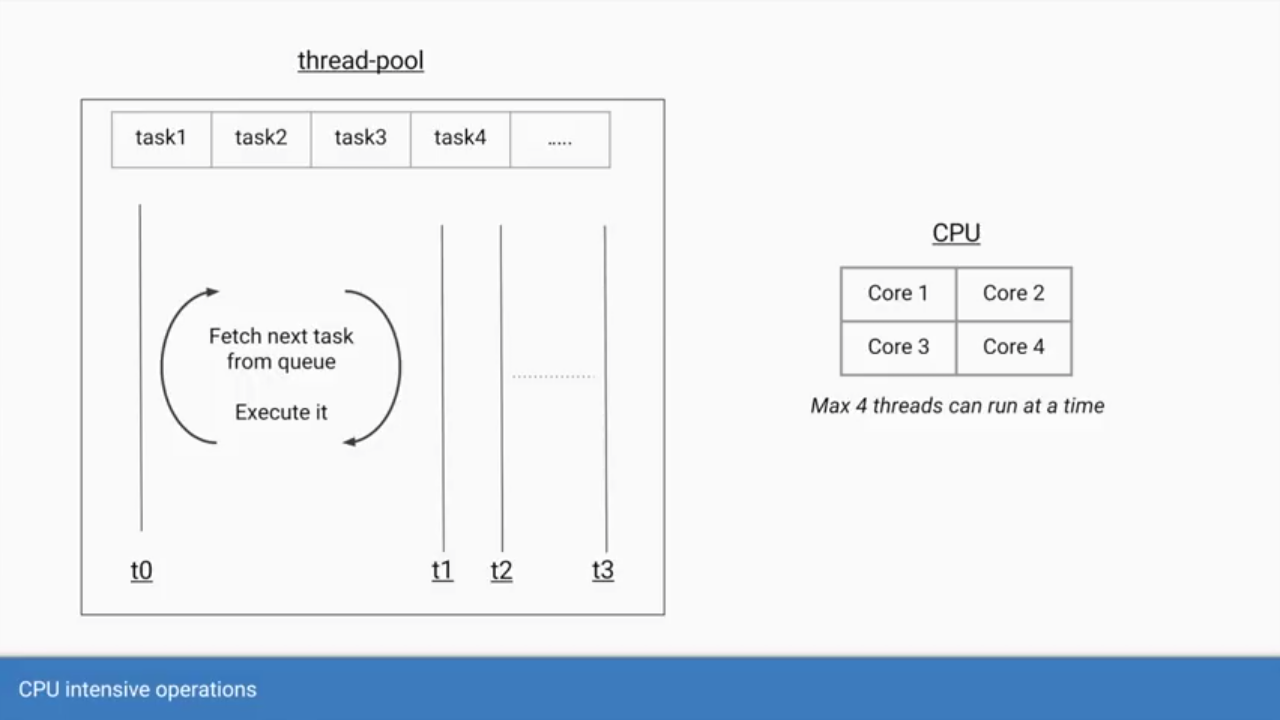 thread-pool
task1 task2 task3 task4 .....
Fetch next task
from queue
Execute it
t0 t1 t2 t3
CPU
Core 1 Core 2
Core 3 Core 4
Max 4 threads can run at a time
CPU intensive operations